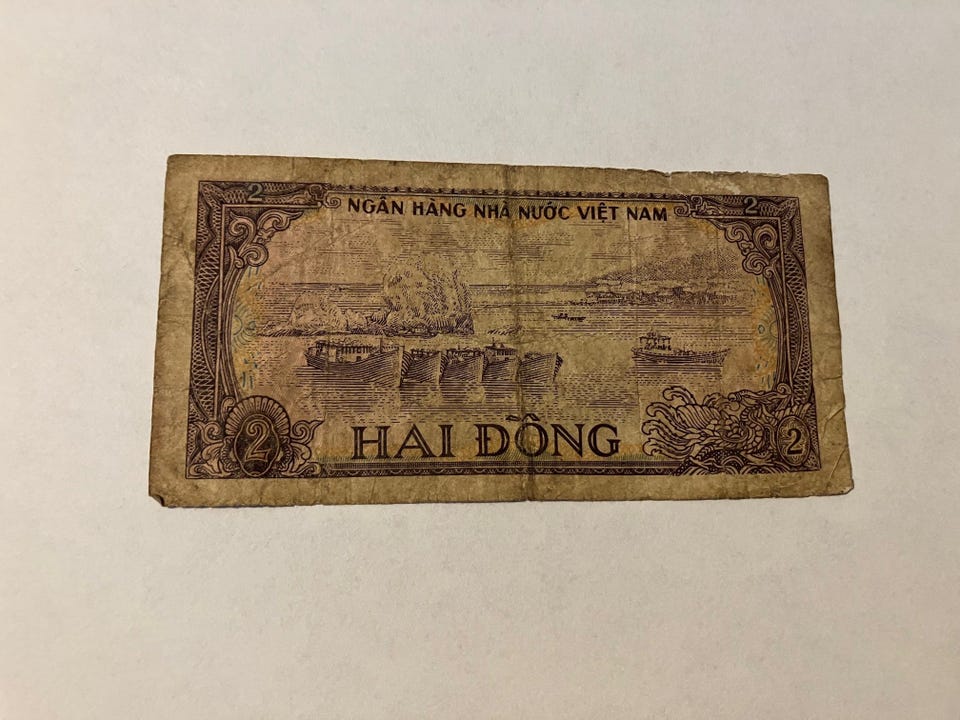 2 NGÂN HÀNG NHÀ NƯỚC VIỆT NAM 2
2 HAI ĐỒNG 2